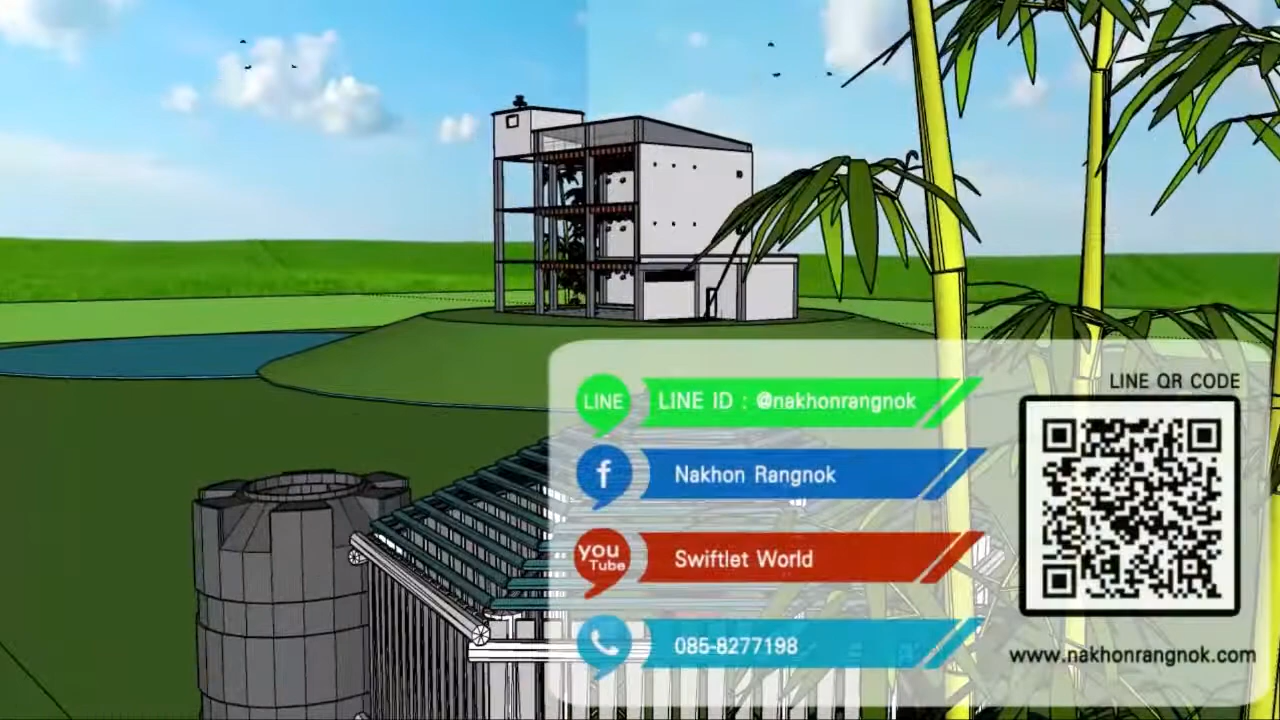 LINE QR CODE
LINE
LINE ID : @nakhonrangnok
f
Nakhon Rangnok
You
Tube
Swiftlet World
085-8277198
www.nakhonrangnok.com